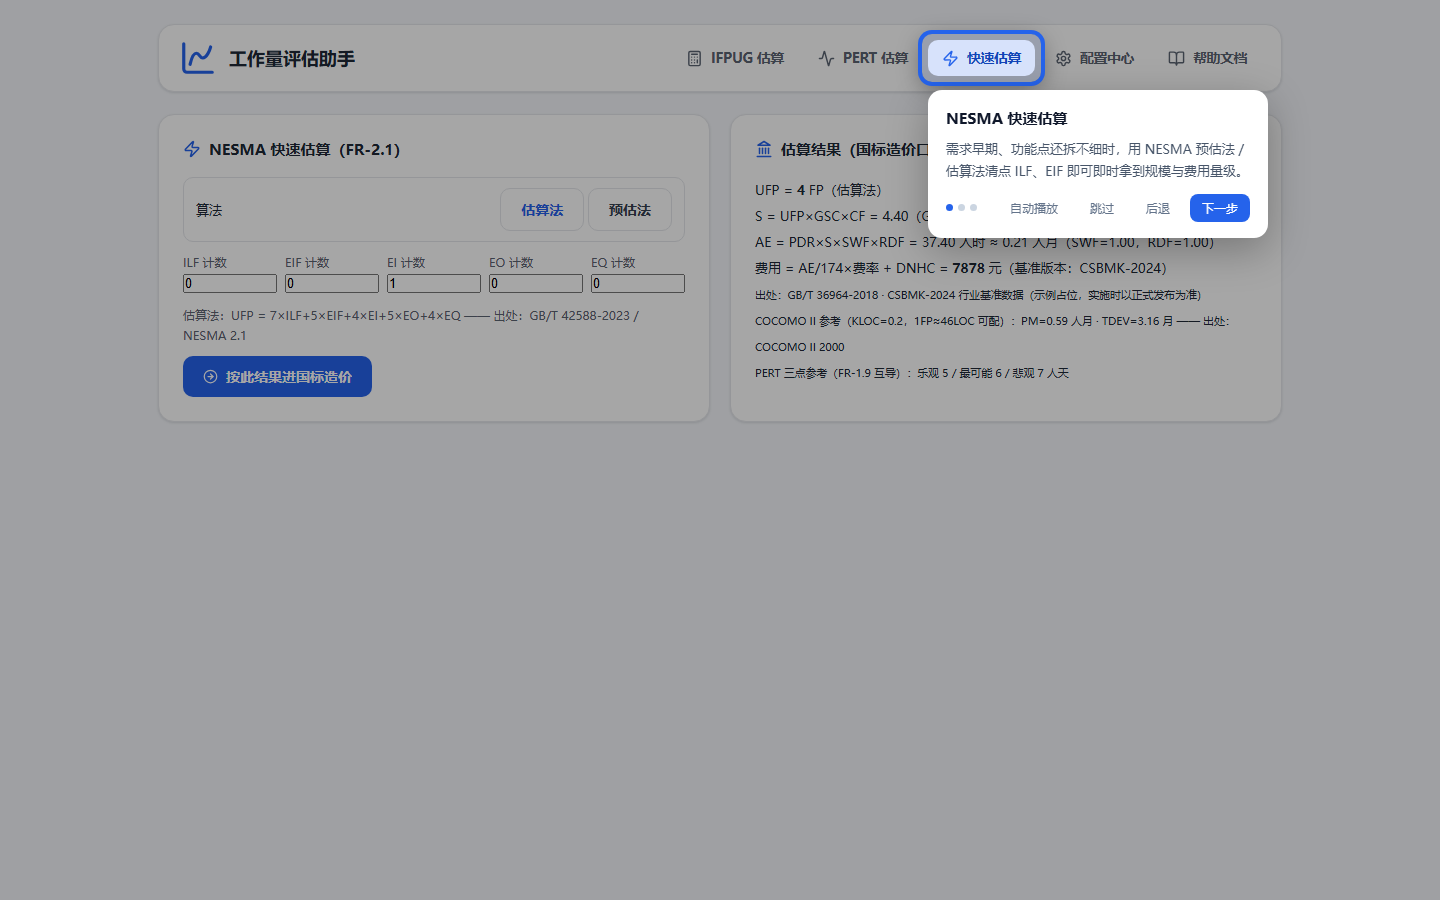 工作量评估助手
IFPUG 估算
PERT 估算
快速估算
配置中心
帮助文档
NESMA 快速估算（FR-2.1）
算法
估算法
预估法
ILF 计数
EIF 计数
EI 计数
EO 计数
EQ 计数
0
0
1
0
0
估算法：UFP = 7×ILF+5×EIF+4×EI+5×EO+4×EQ —— 出处：GB/T 42588-2023 /
NESMA 2.1
按此结果进国标造价
估算结果（国标造价口
UFP = 4 FP（估算法）
S = UFP×GSC×CF = 4.40（G
AE = PDR×S×SWF×RDF = 37.40 人时 ≈ 0.21 人月（SWF=1.00，RDF=1.00）
费用 = AE/174×费率 + DNHC = 7878 元（基准版本：CSBMK-2024）
出处：GB/T 36964-2018 · CSBMK-2024 行业基准数据（示例占位，实施时以正式发布为准）
COCOMO II 参考（KLOC=0.2，1FP≈46LOC 可配）：PM=0.59 人月 · TDEV=3.16 月 —— 出处：
COCOMO II 2000
PERT 三点参考（FR-1.9 互导）：乐观 5 / 最可能 6 / 悲观 7 人天
NESMA 快速估算
需求早期、功能点还拆不细时，用 NESMA 预估法 /
估算法清点 ILF、EIF 即可即时拿到规模与费用量级。
自动播放
跳过
后退
下一步